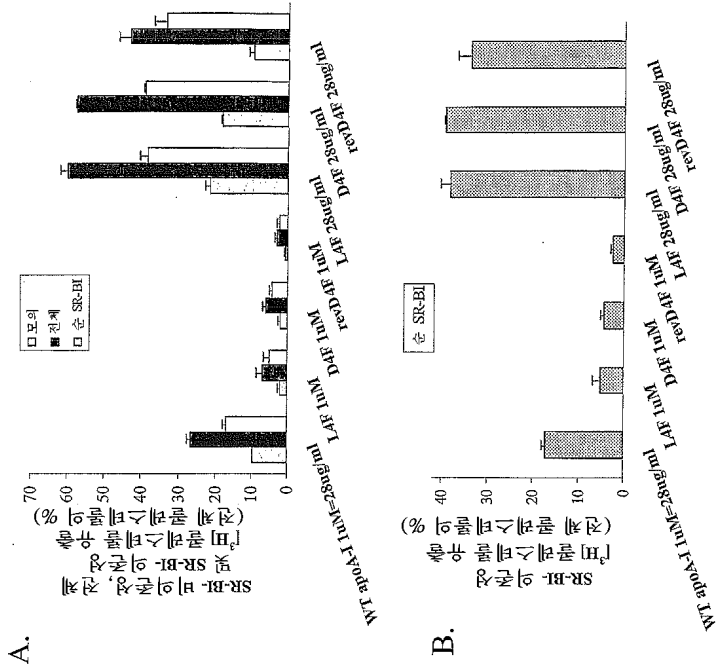 A.
SR-BI- 비의존성, 전체
및 SR-BI- 의존성
[³H] 콜레스테롤 유출
(전체 콜레스테롤의 %)
70
60
50
40
30
20
10
0
모의
전체
순 SR-BI
WT apoA-I 1uM=28ug/ml
L4F 1uM
D4F 1uM
revD4F 1uM
L4F 28ug/ml
D4F 28ug/ml
revD4F 28ug/ml
B.
SR-BI- 의존성
[³H] 콜레스테롤 유출
(전체 콜레스테롤의 %)
40
30
20
10
0
순 SR-BI
WT apoA-I 1uM=28ug/ml
L4F 1uM
D4F 1uM
revD4F 1uM
L4F 28ug/ml
D4F 28ug/ml
revD4F 28ug/ml